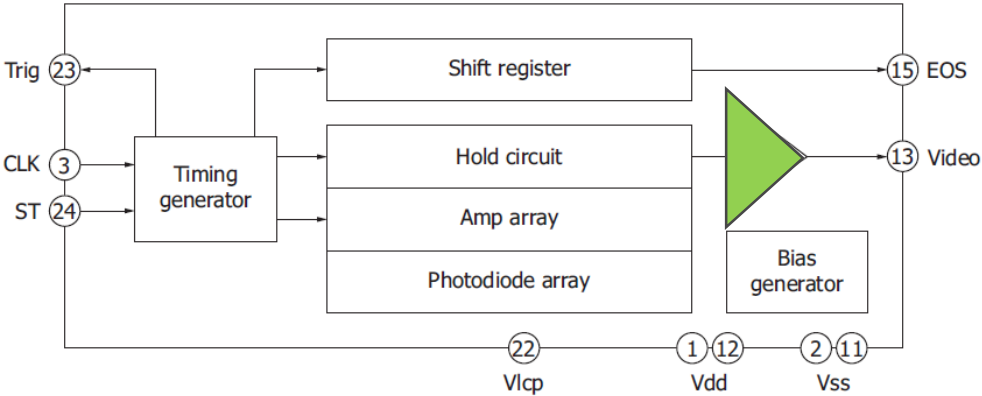 Trig 23
Shift register
15 EOS
CLK 3
Timing
generator
Hold circuit
13 Video
ST 24
Amp array
Photodiode array
Bias
generator
22
1 12
2 11
Vlcp
Vdd
Vss